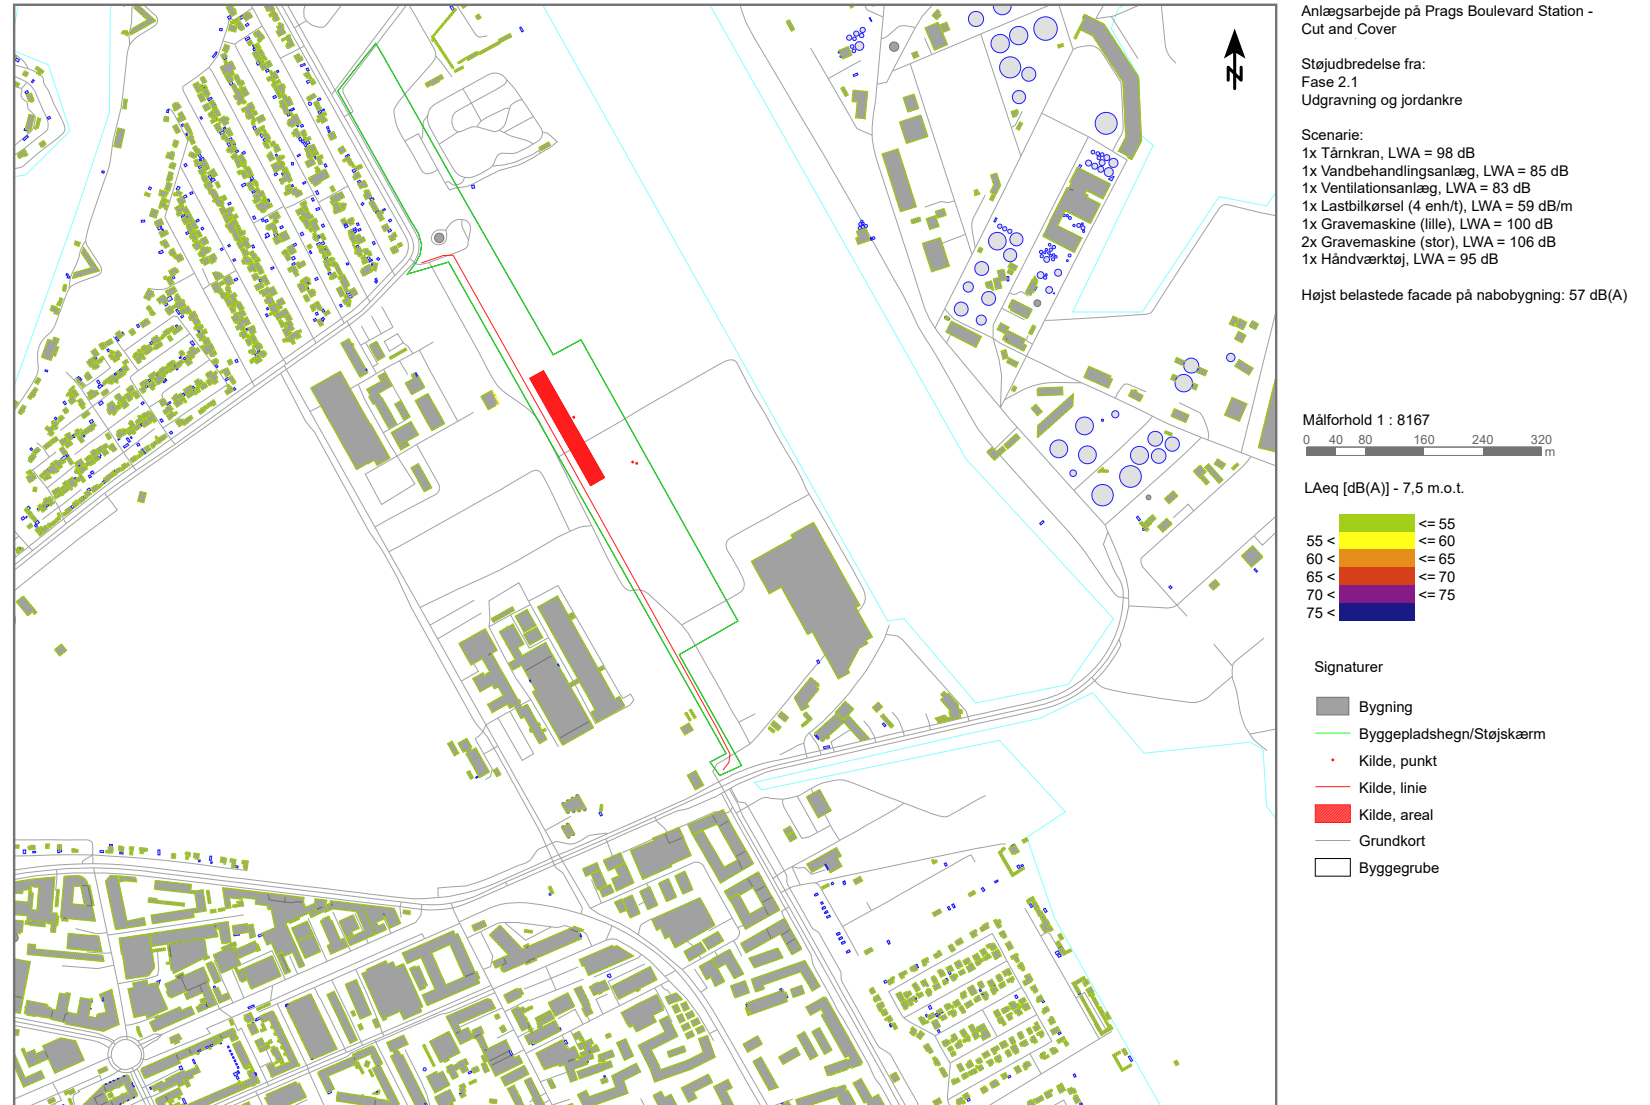 Anlægsarbejde på Prags Boulevard Station -
Cut and Cover
Støjudbredelse fra:
Fase 2.1
Udgravning og jordankre
Scenarie:
1x Tårnkran, LWA = 98 dB
1x Vandbehandlingsanlæg, LWA = 85 dB
1x Ventilationsanlæg, LWA = 83 dB
1x Lastbilkørsel (4 enh/t), LWA = 59 dB/m
1x Gravemaskine (lille), LWA = 100 dB
2x Gravemaskine (stor), LWA = 106 dB
1x Håndværktøj, LWA = 95 dB
Højst belastede facade på nabobygning: 57 dB(A)
N
Målforhold 1 : 8167
0 40 80 160 240 320
m
LAeq [dB(A)] - 7,5 m.o.t.
<= 55
55 < <= 60
60 < <= 65
65 < <= 70
70 < <= 75
75 <
Signaturer
Bygning
Byggepladshegn/Støjskærm
Kilde, punkt
Kilde, linie
Kilde, areal
Grundkort
Byggegrube